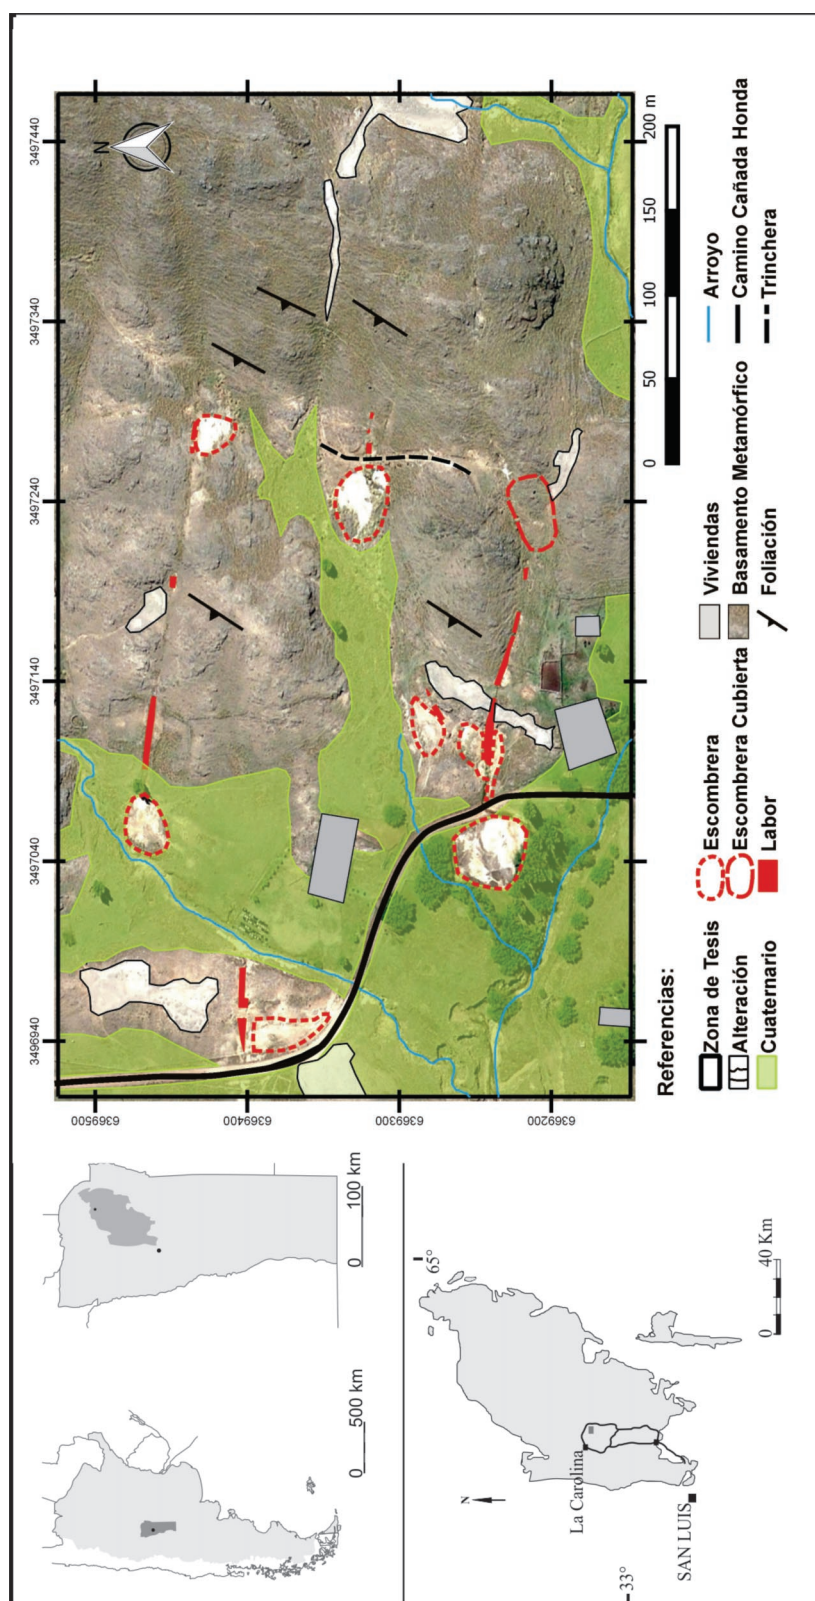 500 km
100 km
65°
33°
N
La Carolina
SAN LUIS
0
40 Km
3496940
3497040
3497140
3497240
3497340
3497440
N
6369500
6369400
6369300
6369200
0
50
100
150
200 m
Referencias:
Zona de Tesis
Alteración
Cuaternario
Escombrera
Escombrera Cubierta
Labor
Viviendas
Basamento Metamórfico
Foliación
Arroyo
Camino Cañada Honda
Trinchera
0
0